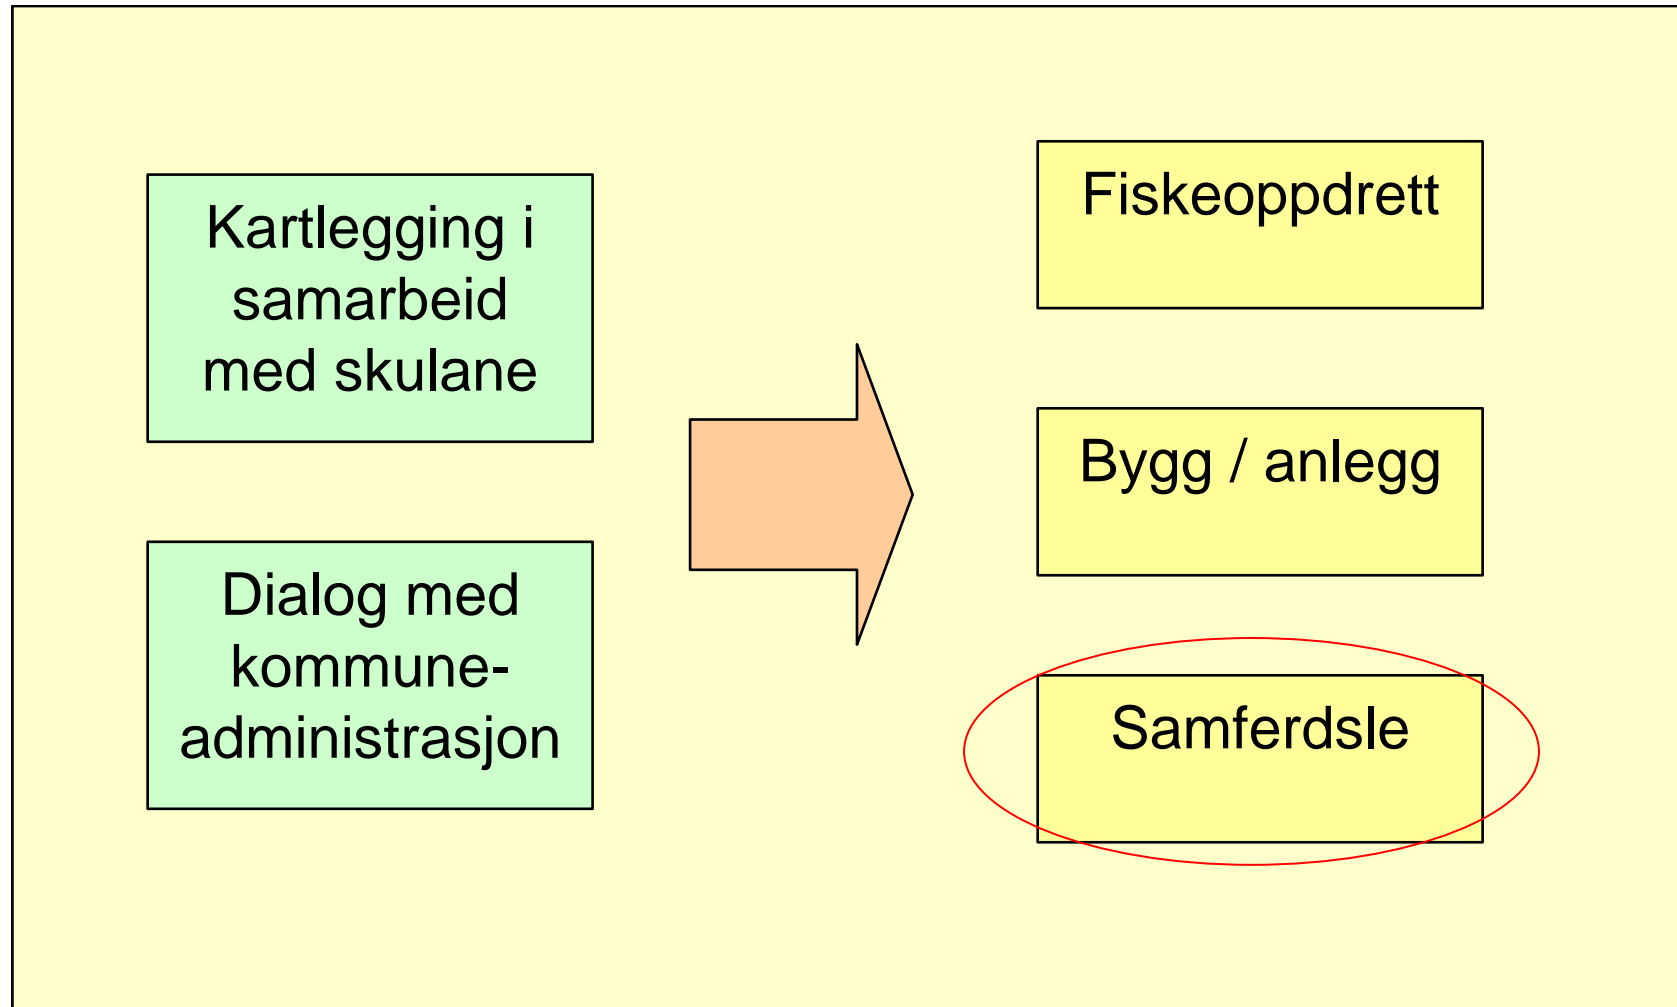 Kartlegging i
samarbeid
med skulane
Dialog med
kommune-
administrasjon
Fiskeoppdrett
Bygg / anlegg
Samferdsle